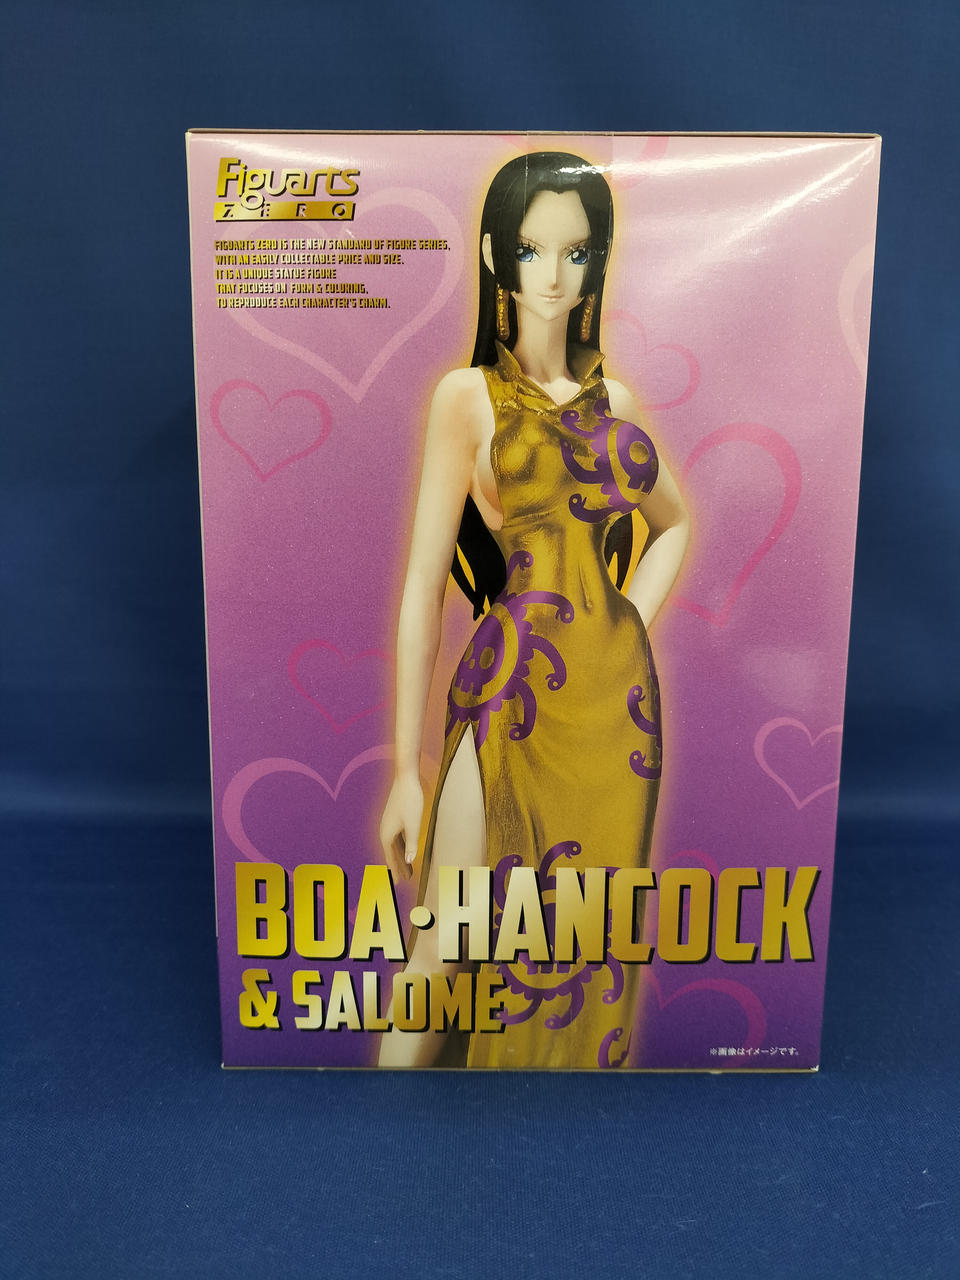 Figuarts
ZERO
FIGUARTS ZERO IS THE NEW STANDARD OF FIGURE SERIES,
WITH AN EASILY COLLECTABLE PRICE AND SIZE.
IT IS A UNIQUE STATUE FIGURE
THAT FOCUSES ON FORM & COLORING,
TO REPRODUCE EACH CHARACTER'S CHARM.
BOA・HANCOCK
& SALOME
※画像はイメージです。